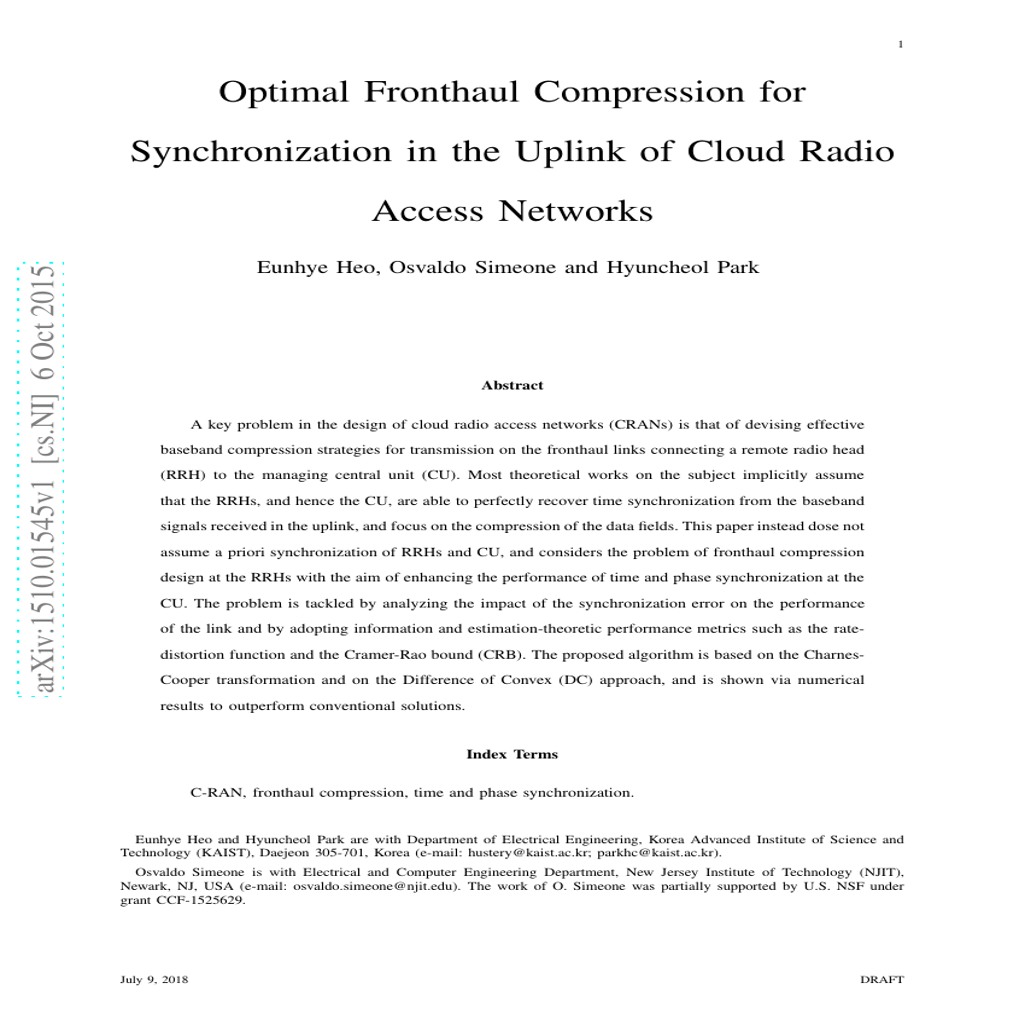 1
Optimal Fronthaul Compression for
Synchronization in the Uplink of Cloud Radio
Access Networks
Eunhye Heo, Osvaldo Simeone and Hyuncheol Park
arXiv:1510.01545v1 [cs.NI] 6 Oct 2015
Abstract
A key problem in the design of cloud radio access networks (CRANs) is that of devising effective
baseband compression strategies for transmission on the fronthaul links connecting a remote radio head
(RRH) to the managing central unit (CU). Most theoretical works on the subject implicitly assume
that the RRHs, and hence the CU, are able to perfectly recover time synchronization from the baseband
signals received in the uplink, and focus on the compression of the data fields. This paper instead dose not
assume a priori synchronization of RRHs and CU, and considers the problem of fronthaul compression
design at the RRHs with the aim of enhancing the performance of time and phase synchronization at the
CU. The problem is tackled by analyzing the impact of the synchronization error on the performance
of the link and by adopting information and estimation-theoretic performance metrics such as the rate-
distortion function and the Cramer-Rao bound (CRB). The proposed algorithm is based on the Charnes-
Cooper transformation and on the Difference of Convex (DC) approach, and is shown via numerical
results to outperform conventional solutions.
Index Terms
C-RAN, fronthaul compression, time and phase synchronization.
Eunhye Heo and Hyuncheol Park are with Department of Electrical Engineering, Korea Advanced Institute of Science and
Technology (KAIST), Daejeon 305-701, Korea (e-mail: hustery@kaist.ac.kr; parkhc@kaist.ac.kr).
Osvaldo Simeone is with Electrical and Computer Engineering Department, New Jersey Institute of Technology (NJIT),
Newark, NJ, USA (e-mail: osvaldo.simeone@njit.edu). The work of O. Simeone was partially supported by U.S. NSF under
grant CCF-1525629.
July 9, 2018
DRAFT